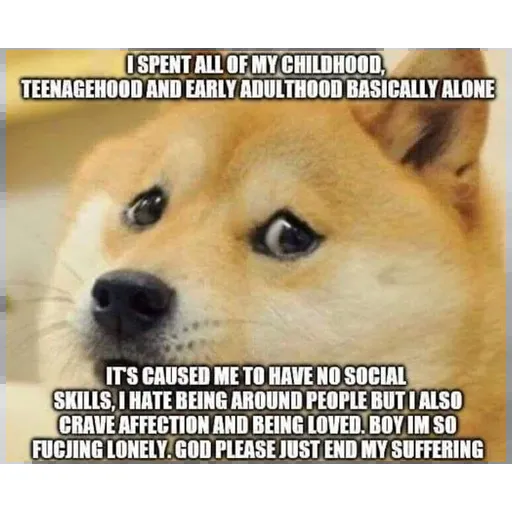 I SPENT ALL OF MY CHILDHOOD,
TEENAGEHOOD AND EARLY ADULTHOOD BASICALLY ALONE
IT'S CAUSED ME TO HAVE NO SOCIAL
SKILLS, I HATE BEING AROUND PEOPLE BUT I ALSO
CRAVE AFFECTION AND BEING LOVED. BOY IM SO
FUCJING LONELY. GOD PLEASE JUST END MY SUFFERING